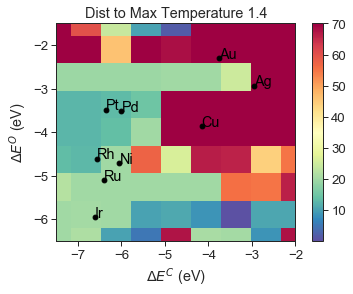 Dist to Max Temperature 1.4
−2
−3
−4
−5
−6
ΔE^O (eV)
Au
Ag
Pt
Pd
Cu
Rh
Ni
Ru
Ir
−7
−6
−5
−4
−3
−2
ΔE^C (eV)
70
60
50
40
30
20
10